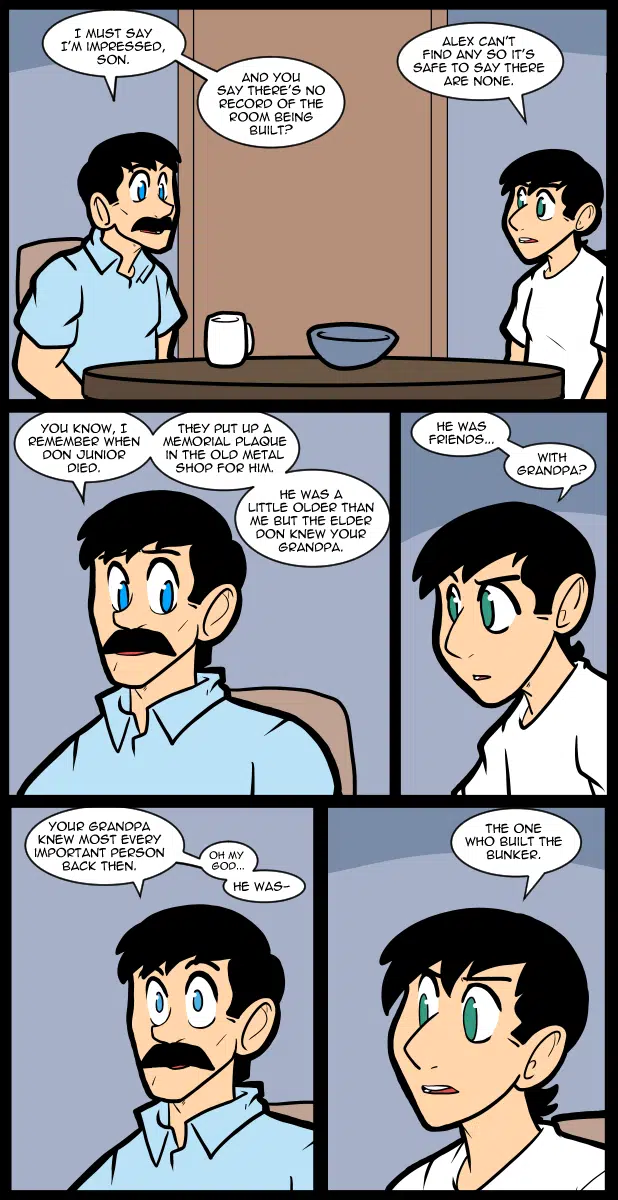 I MUST SAY
I'M IMPRESSED,
SON.
AND YOU
SAY THERE'S NO
RECORD OF THE
ROOM BEING
BUILT?
ALEX CAN'T
FIND ANY SO IT'S
SAFE TO SAY THERE
ARE NONE.
YOU KNOW, I
REMEMBER WHEN
DON JUNIOR
DIED.
THEY PUT UP A
MEMORIAL PLAQUE
IN THE OLD METAL
SHOP FOR HIM.
HE WAS A
LITTLE OLDER THAN
ME BUT THE ELDER
DON KNEW YOUR
GRANDPA.
HE WAS
FRIENDS...
WITH
GRANDPA?
YOUR GRANDPA
KNEW MOST EVERY
IMPORTANT PERSON
BACK THEN.
OH MY
GOD...
HE WAS-
THE ONE
WHO BUILT THE
BUNKER.